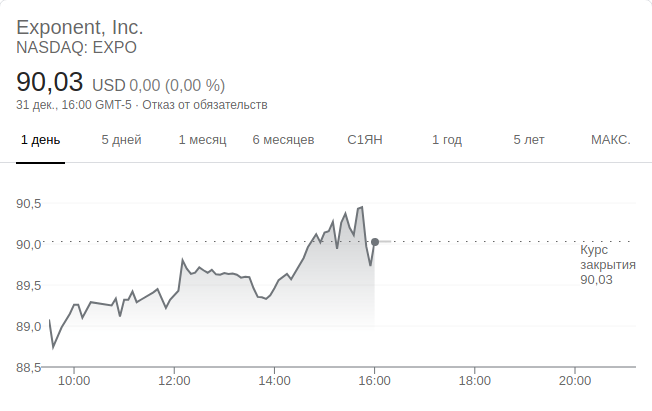 Exponent, Inc.
NASDAQ: EXPO
90,03 USD 0,00 (0,00 %)
31 дек., 16:00 GMT-5 · Отказ от обязательств
1 день 5 дней 1 месяц 6 месяцев С1ЯН 1 год 5 лет МАКС.
90,5
90,0
Курс
закрытия
90,03
89,5
89,0
88,5
10:00 12:00 14:00 16:00 18:00 20:00